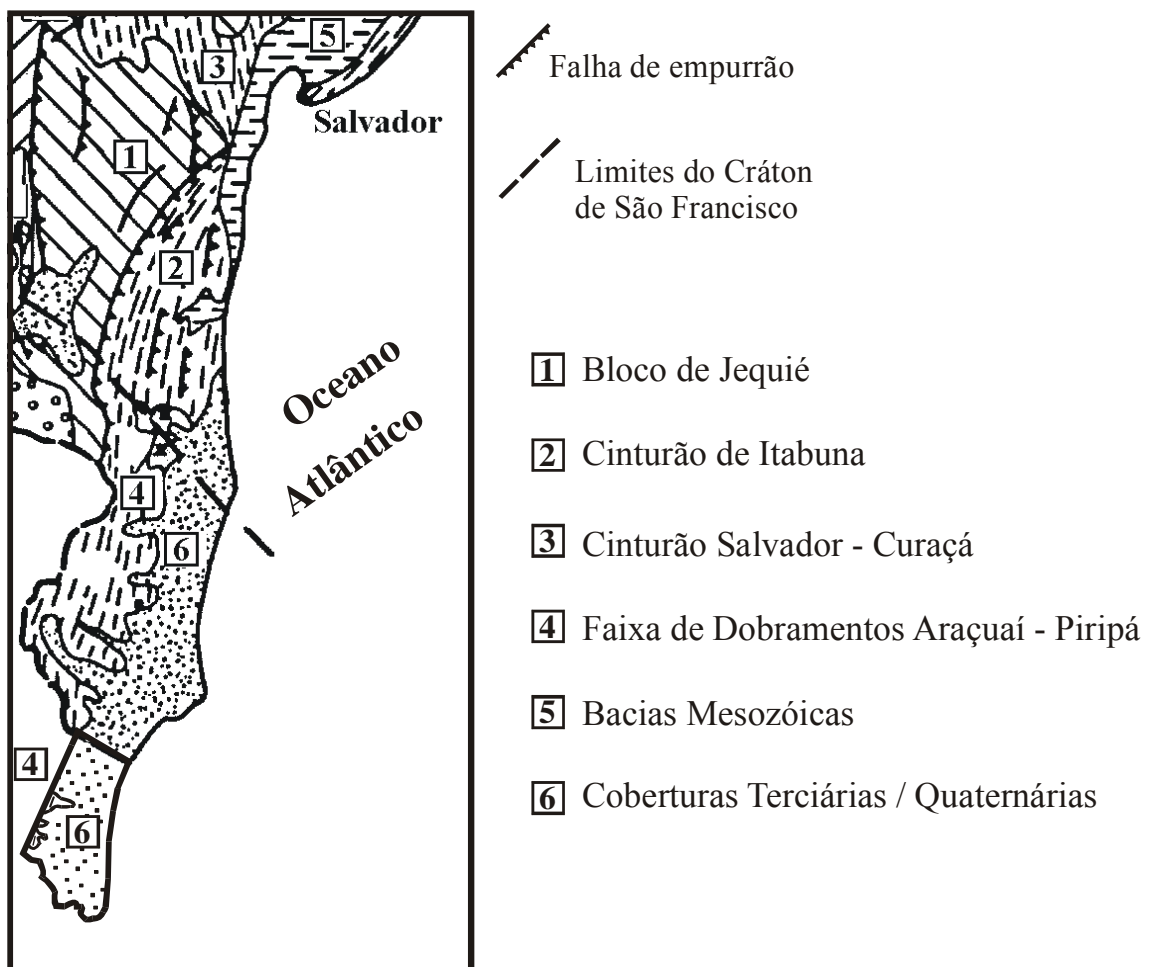 5
3
Salvador
1
2
Oceano
Atlântico
4
6
4
6
Falha de empurrão
Limites do Cráton
de São Francisco
1 Bloco de Jequié
2 Cinturão de Itabuna
3 Cinturão Salvador - Curaçá
4 Faixa de Dobramentos Araçuaí - Piripá
5 Bacias Mesozóicas
6 Coberturas Terciárias / Quaternárias